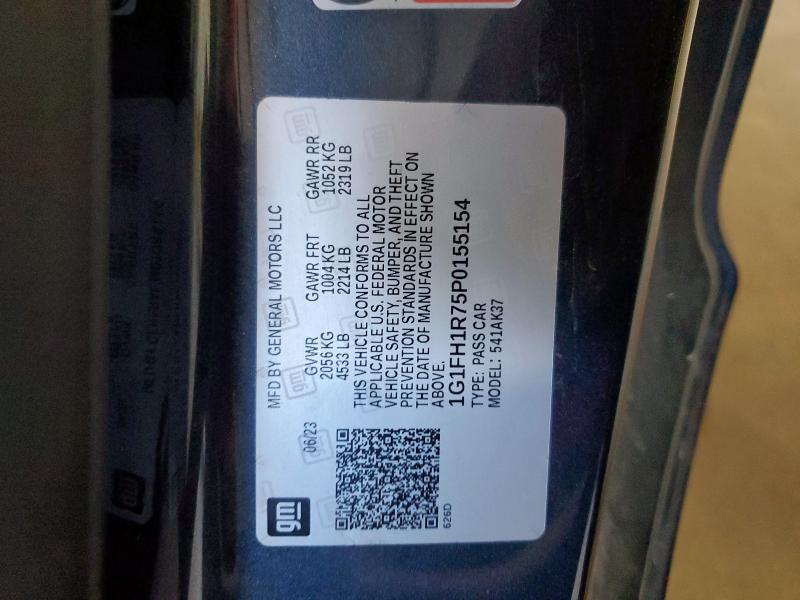 gm
MFD BY GENERAL MOTORS LLC
06/23
GVWR GAWR FRT GAWR RR
2056 KG 1004 KG 1052 KG
4533 LB 2214 LB 2319 LB
THIS VEHICLE CONFORMS TO ALL
APPLICABLE U.S. FEDERAL MOTOR
VEHICLE SAFETY, BUMPER, AND THEFT
PREVENTION STANDARDS IN EFFECT ON
THE DATE OF MANUFACTURE SHOWN
ABOVE.
1G1FH1R75P0155154
TYPE: PASS CAR
MODEL: 541AK37
626D